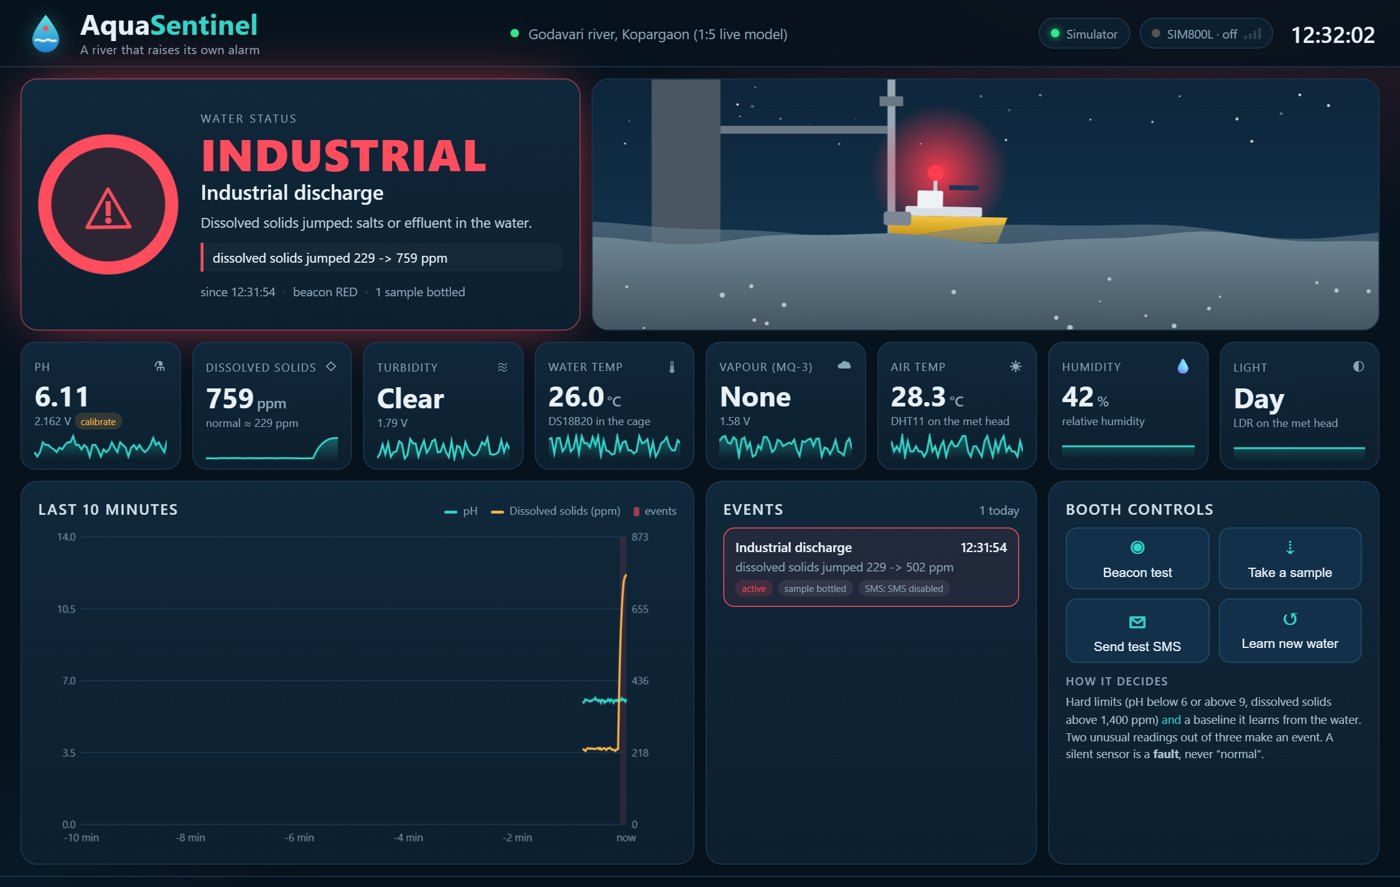 AquaSentinel
A river that raises its own alarm
Godavari river, Kopargaon (1:5 live model)
Simulator
SIM800L · off
12:32:02
WATER STATUS
INDUSTRIAL
Industrial discharge
Dissolved solids jumped: salts or effluent in the water.
dissolved solids jumped 229 -> 759 ppm
since 12:31:54 · beacon RED · 1 sample bottled
PH
6.11
2.162 V calibrate
DISSOLVED SOLIDS
759 ppm
normal ≈ 229 ppm
TURBIDITY
Clear
1.79 V
WATER TEMP
26.0 °C
DS18B20 in the cage
VAPOUR (MQ-3)
None
1.58 V
AIR TEMP
28.3 °C
DHT11 on the met head
HUMIDITY
42 %
relative humidity
LIGHT
Day
LDR on the met head
LAST 10 MINUTES
pH Dissolved solids (ppm) events
14.0 873
10.5 655
7.0 436
3.5 218
0.0 0
-10 min -8 min -6 min -4 min -2 min now
EVENTS
1 today
Industrial discharge 12:31:54
dissolved solids jumped 229 -> 502 ppm
active sample bottled SMS: SMS disabled
BOOTH CONTROLS
Beacon test
Take a sample
Send test SMS
Learn new water
HOW IT DECIDES
Hard limits (pH below 6 or above 9, dissolved solids
above 1,400 ppm) and a baseline it learns from the water.
Two unusual readings out of three make an event. A
silent sensor is a fault, never “normal”.